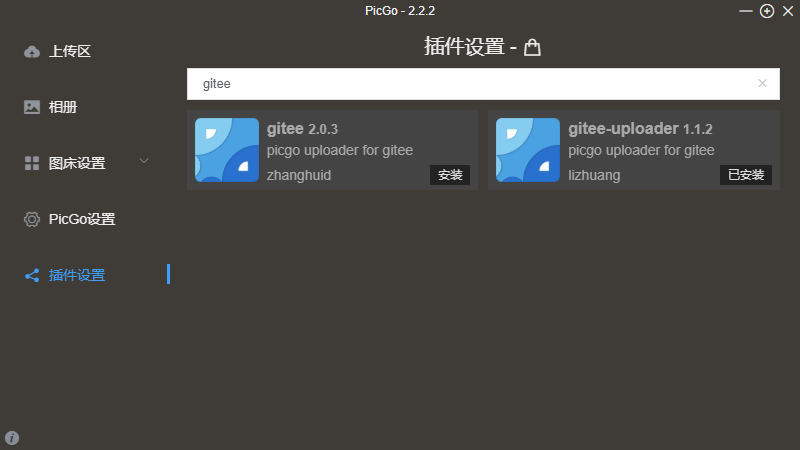 PicGo - 2.2.2
上传区
相册
图床设置
PicGo设置
插件设置
插件设置 -
gitee
gitee 2.0.3
picgo uploader for gitee
zhanghuid
安装
gitee-uploader 1.1.2
picgo uploader for gitee
lizhuang
已安装